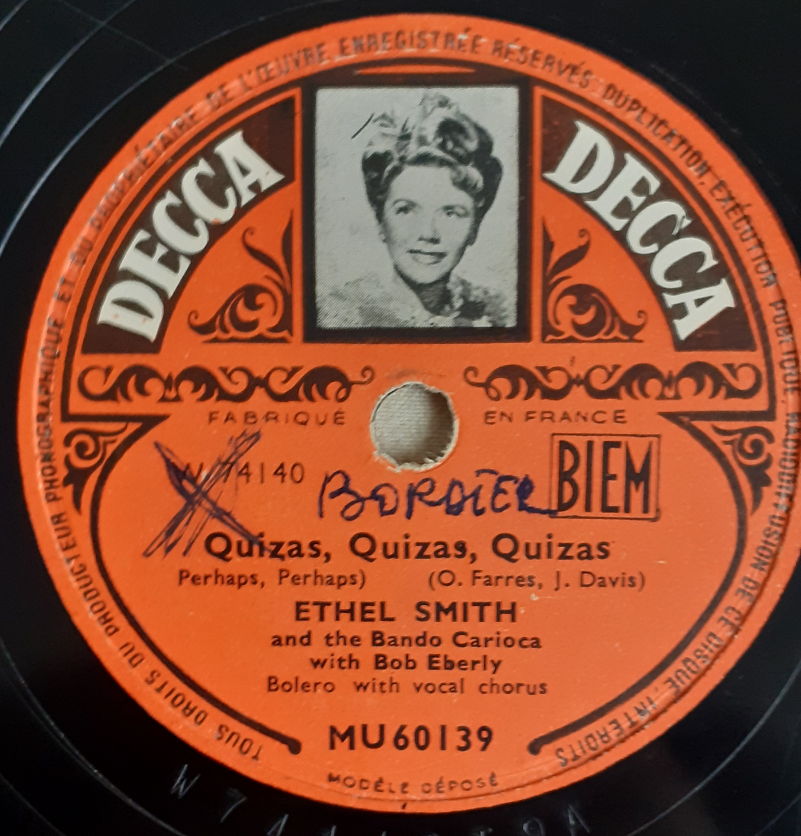 TOUS DROITS DU PRODUCTEUR PHONOGRAPHIQUE ET DU PROPRIÉTAIRE DE L'ŒUVRE ENREGISTRÉE RÉSERVÉS. DUPLICATION, EXÉCUTION PUBLIQUE, RADIODIFFUSION DE CE DISQUE INTERDITS
DECCA DECCA
FABRIQUÉ EN FRANCE
W 74140 BORDIER BIEM
Quizas, Quizas, Quizas
Perhaps, Perhaps) (O. Farres, J. Davis)
ETHEL SMITH
and the Bando Carioca
with Bob Eberly
Bolero with vocal chorus
MU60139
MODÈLE DÉPOSÉ